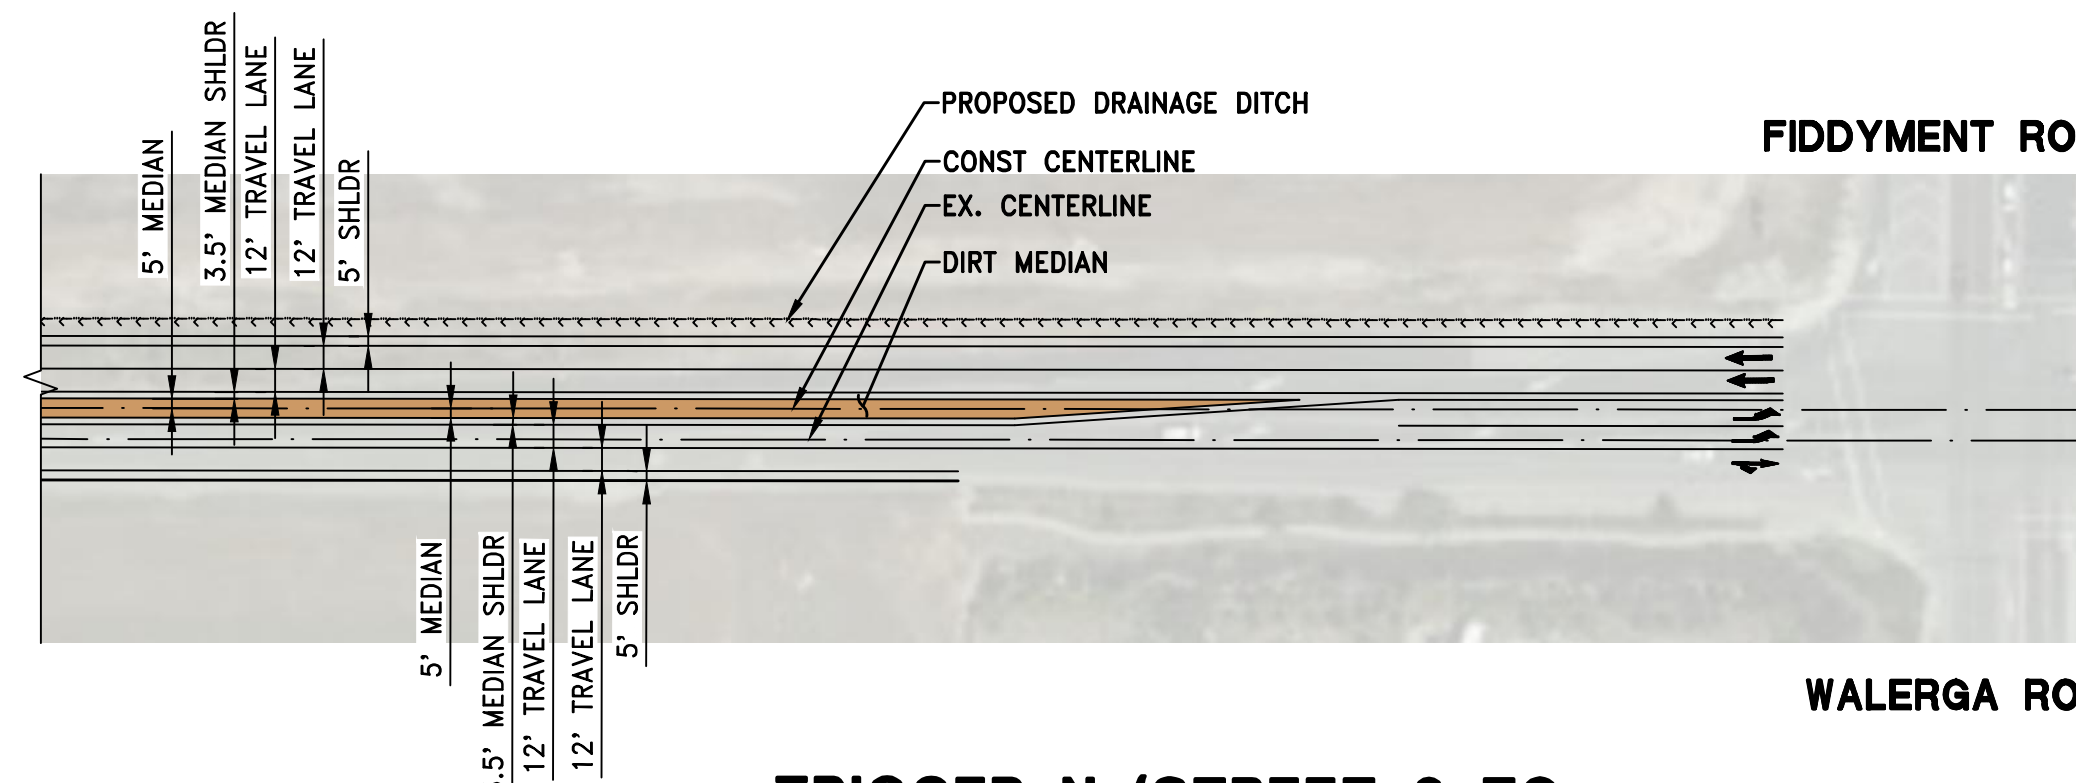 5' MEDIAN
3.5' MEDIAN SHLDR
12' TRAVEL LANE
12' TRAVEL LANE
5' SHLDR
PROPOSED DRAINAGE DITCH
CONST CENTERLINE
EX. CENTERLINE
DIRT MEDIAN
FIDDYMENT RO
5' MEDIAN
.5' MEDIAN SHLDR
12' TRAVEL LANE
12' TRAVEL LANE
5' SHLDR
WALERGA RO